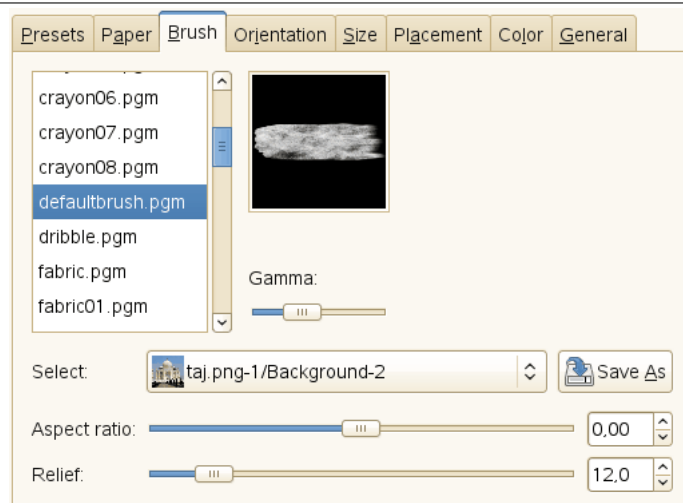 Presets Paper Brush Orientation Size Placement Color General
crayon06.pgm
crayon07.pgm
crayon08.pgm
defaultbrush.pgm
dribble.pgm
fabric.pgm
fabric01.pgm
Gamma:
Select: taj.png-1/Background-2 Save As
Aspect ratio: 0,00
Relief: 12,0